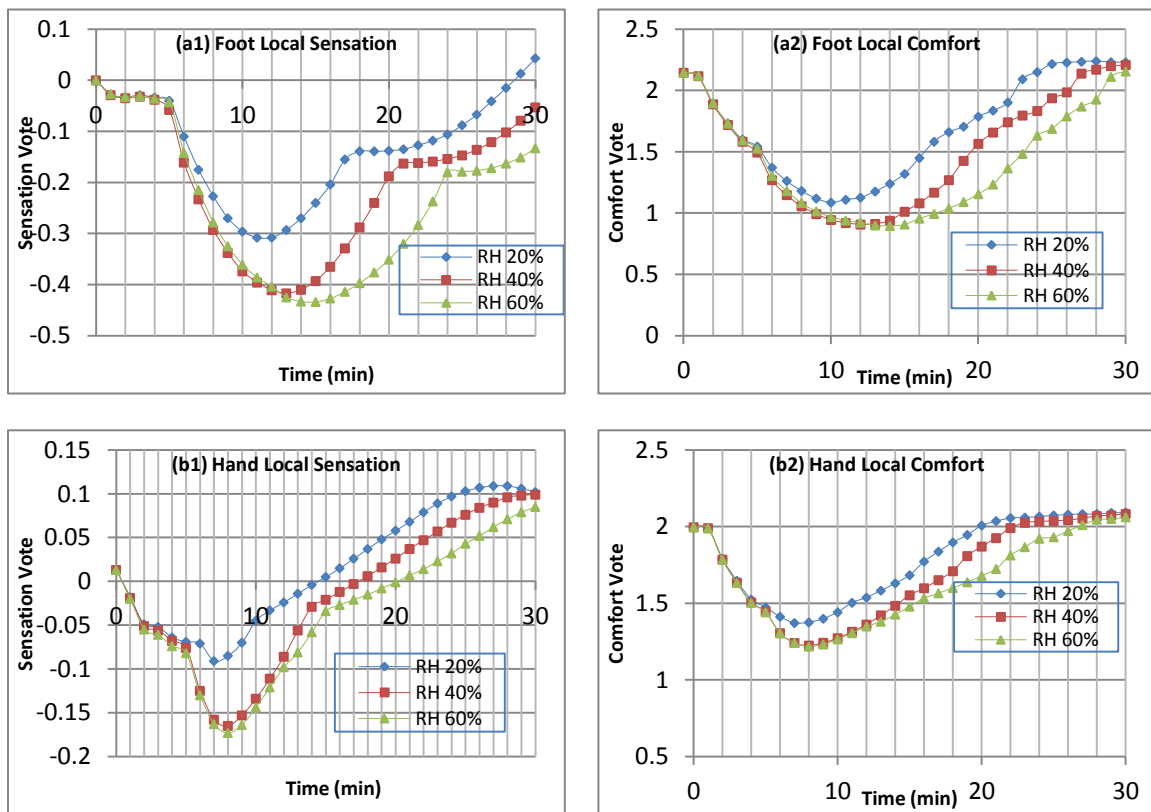 (a1) Foot Local Sensation
0.1
0
-0.1
-0.2
-0.3
-0.4
-0.5
0 10 20 30
Sensation Vote
Time (min)
RH 20%
RH 40%
RH 60%
(a2) Foot Local Comfort
2.5
2
1.5
1
0.5
0
0 10 20 30
Comfort Vote
Time (min)
RH 20%
RH 40%
RH 60%
(b1) Hand Local Sensation
0.15
0.1
0.05
0
-0.05
-0.1
-0.15
-0.2
0 10 20 30
Sensation Vote
Time (min)
RH 20%
RH 40%
RH 60%
(b2) Hand Local Comfort
2.5
2
1.5
1
0.5
0 10 20 30
Comfort Vote
Time (min)
RH 20%
RH 40%
RH 60%